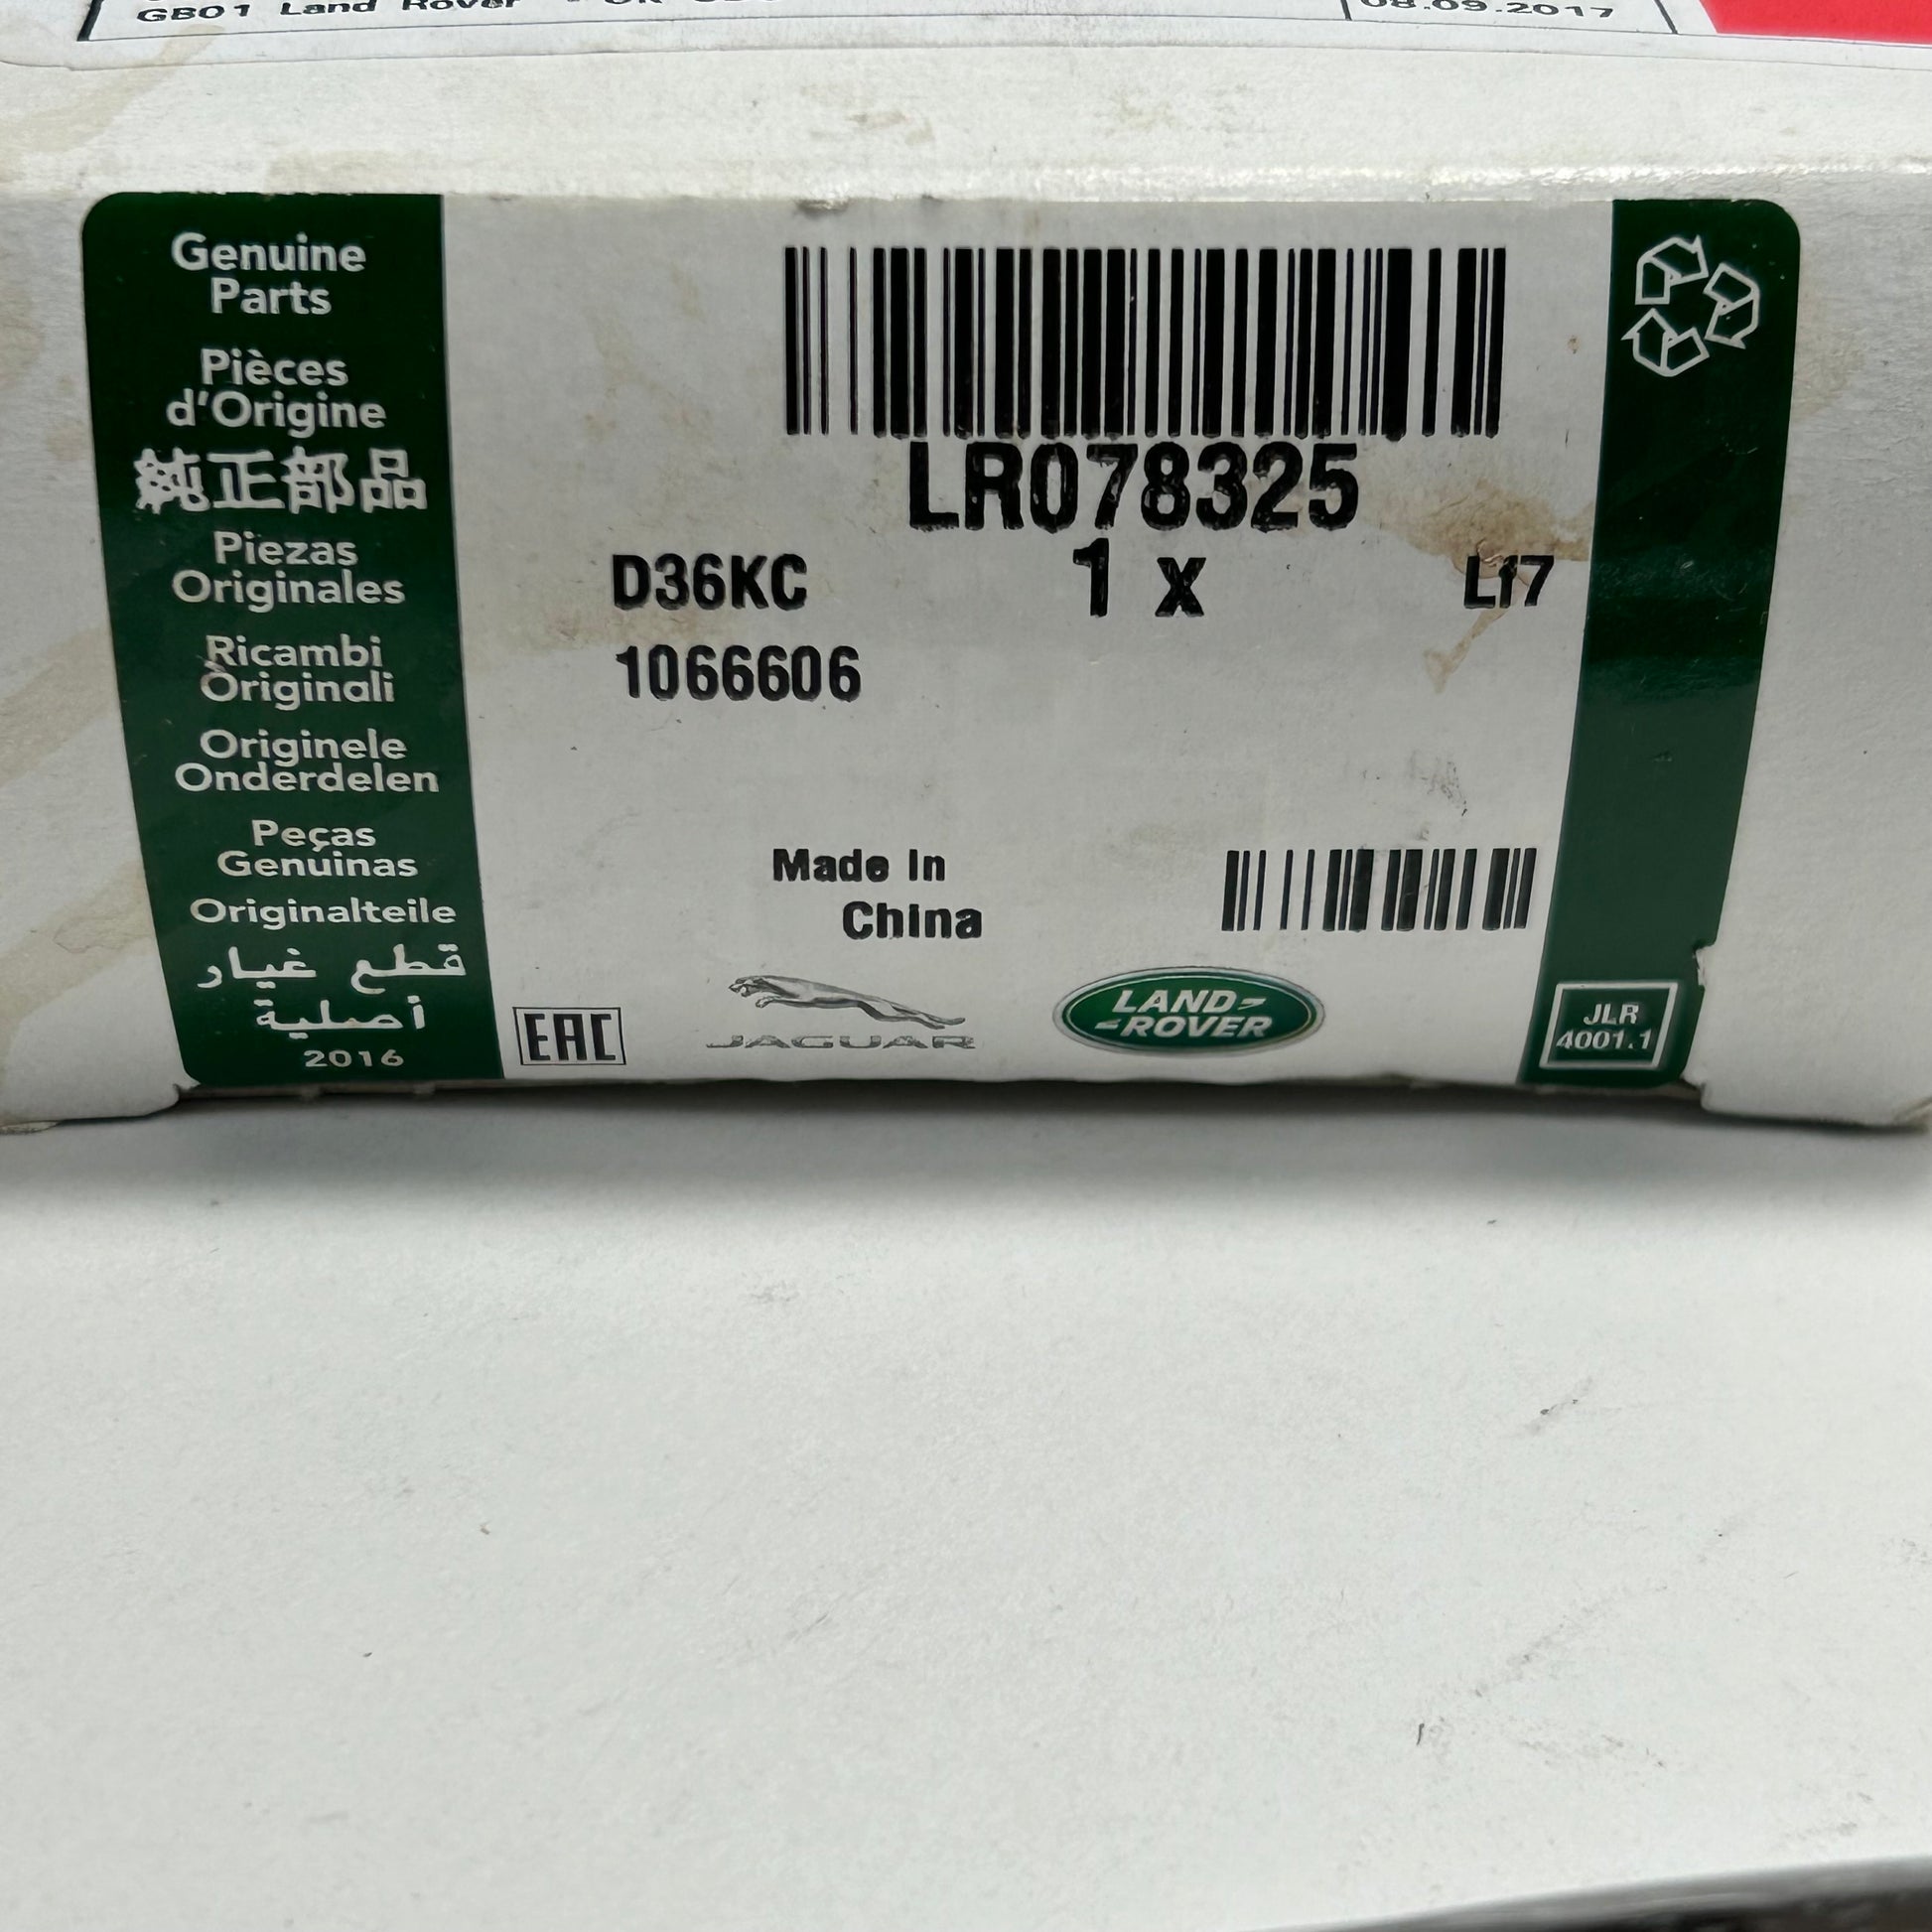 GB01 Land Rover
08.09.2017
Genuine
Parts
Pièces
d'Origine
純正部品
Piezas
Originales
Ricambi
Originali
Originele
Onderdelen
Peças
Genuinas
Originalteile
قطع غيار
أصلية
2016
LR078325
D36KC 1 x L17
1066606
Made In
China
EAC
JAGUAR
LAND-
-ROVER
JLR
4001.1